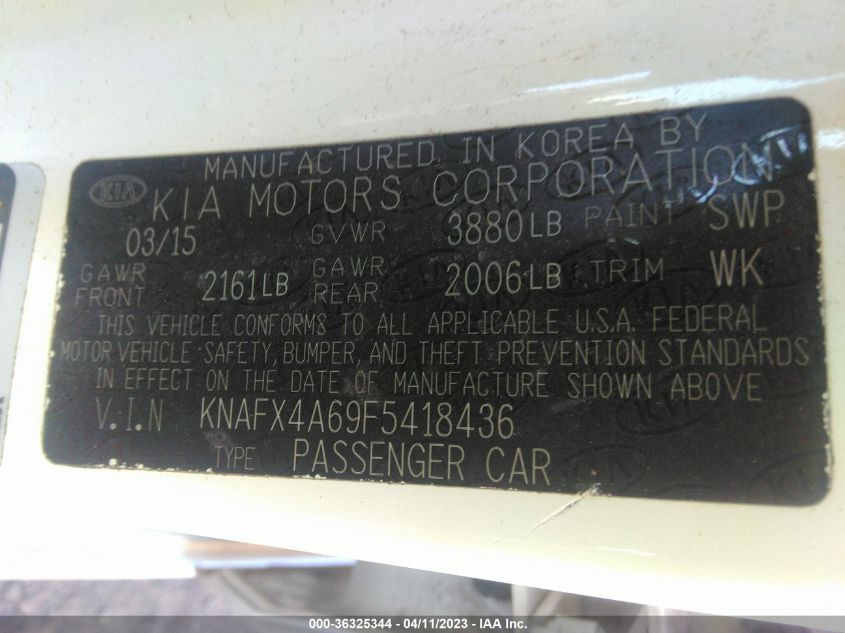 MANUFACTURED IN KOREA BY
KIA KIA MOTORS CORPORATION
03/15 GVWR 3880LB PAINT SWP
GAWR FRONT 2161LB GAWR REAR 2006LB TRIM WK
THIS VEHICLE CONFORMS TO ALL APPLICABLE U.S.A. FEDERAL
MOTOR VEHICLE SAFETY, BUMPER, AND THEFT PREVENTION STANDARDS
IN EFFECT ON THE DATE OF MANUFACTURE SHOWN ABOVE
V.I.N KNAFX4A69F5418436
TYPE PASSENGER CAR
000-36325344 - 04/11/2023 - IAA Inc.